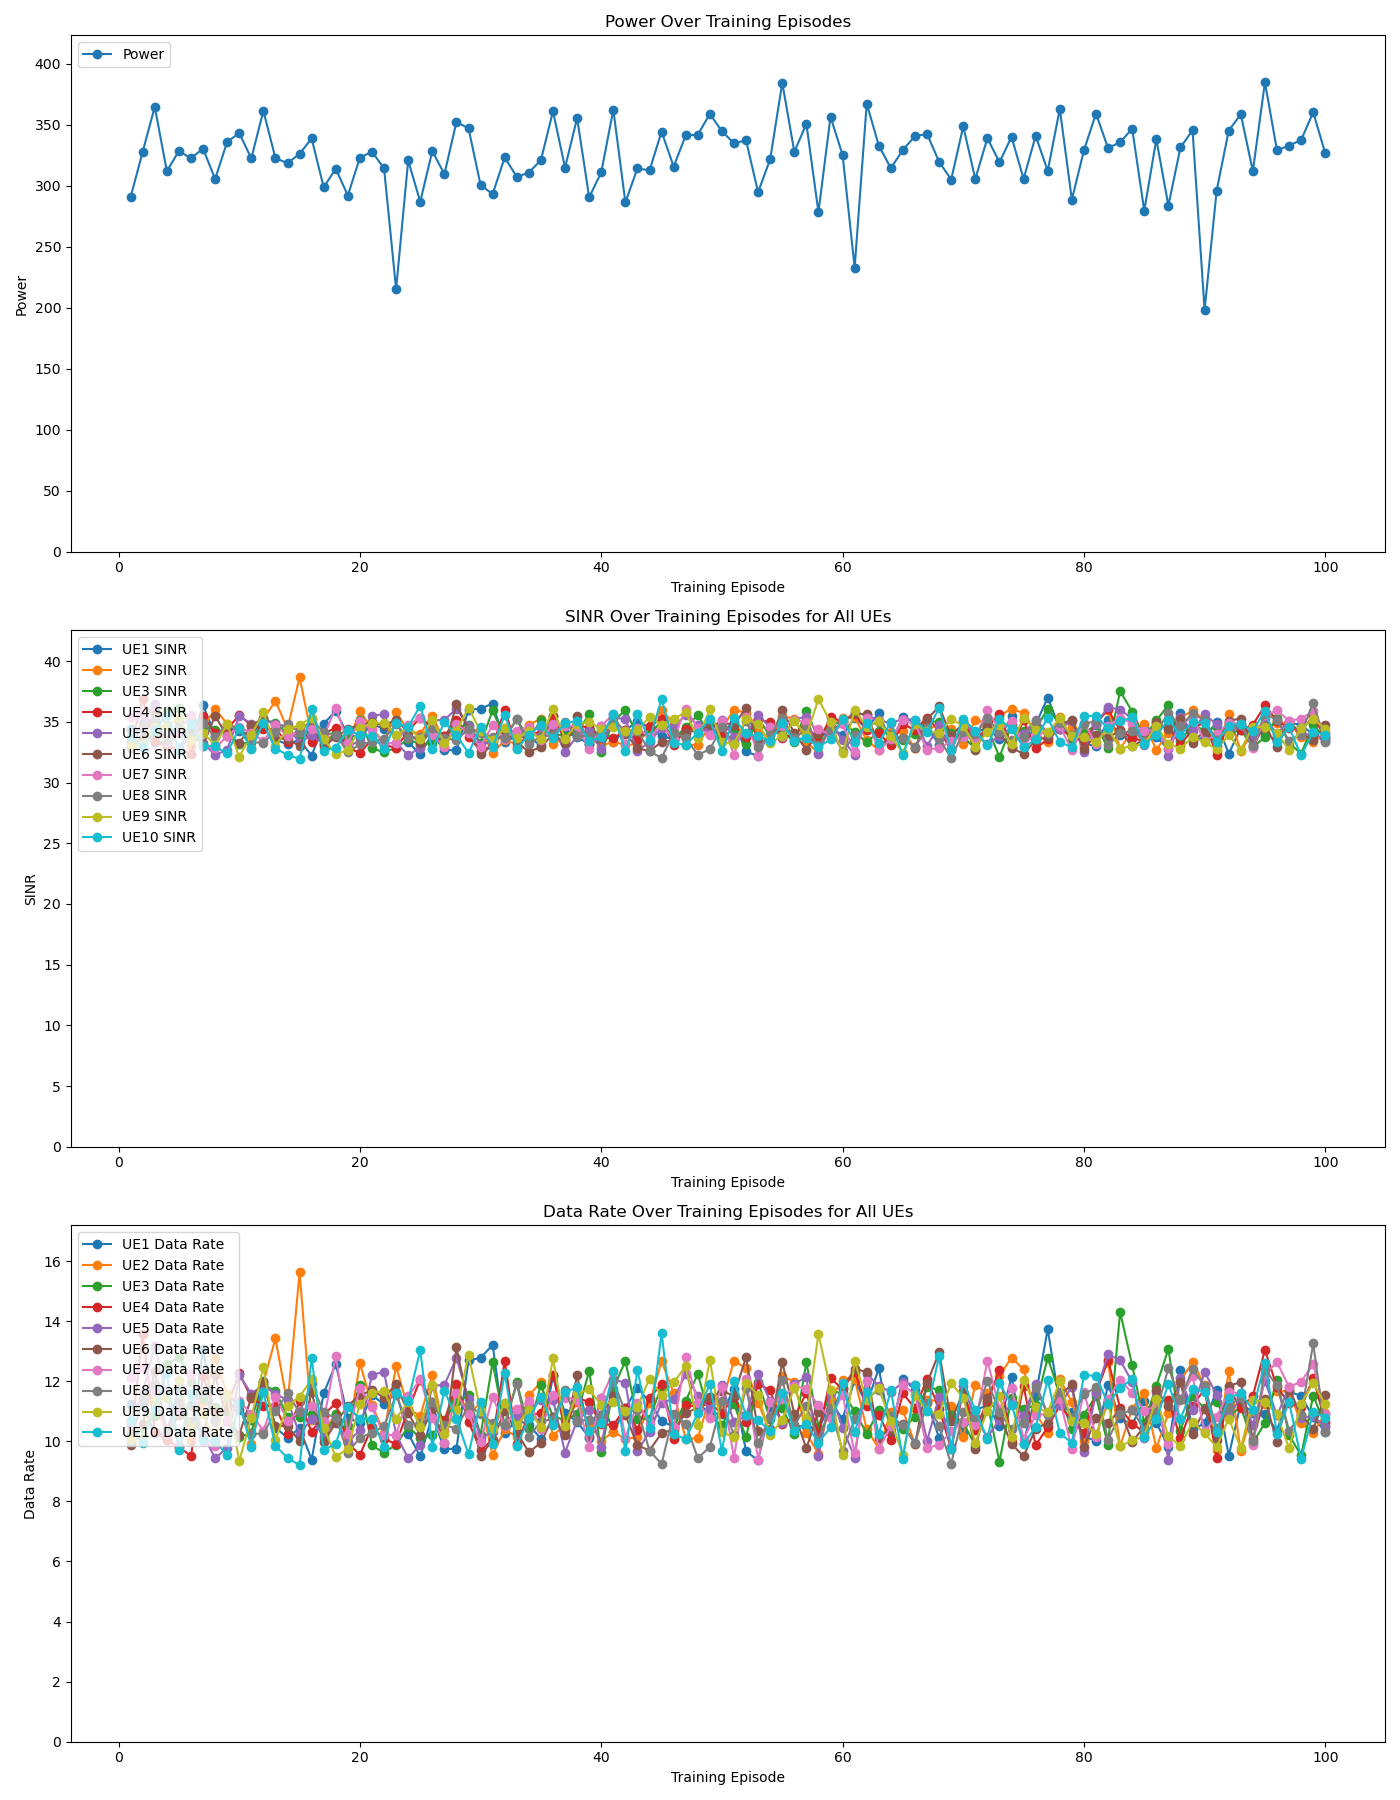 Power Over Training Episodes
Power
400
350
300
250
200
150
100
50
0
Power
0 20 40 60 80 100
Training Episode
SINR Over Training Episodes for All UEs
UE1 SINR
UE2 SINR
UE3 SINR
UE4 SINR
UE5 SINR
UE6 SINR
UE7 SINR
UE8 SINR
UE9 SINR
UE10 SINR
40
35
30
25
20
15
10
5
0
SINR
0 20 40 60 80 100
Training Episode
Data Rate Over Training Episodes for All UEs
UE1 Data Rate
UE2 Data Rate
UE3 Data Rate
UE4 Data Rate
UE5 Data Rate
UE6 Data Rate
UE7 Data Rate
UE8 Data Rate
UE9 Data Rate
UE10 Data Rate
16
14
12
10
8
6
4
2
0
Data Rate
0 20 40 60 80 100
Training Episode